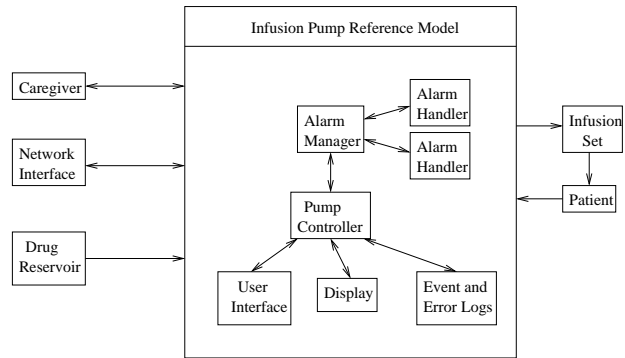 Infusion Pump Reference Model
Caregiver
Network
Interface
Drug
Reservoir
Alarm
Manager
Alarm
Handler
Alarm
Handler
Pump
Controller
User
Interface
Display
Event and
Error Logs
Infusion
Set
Patient